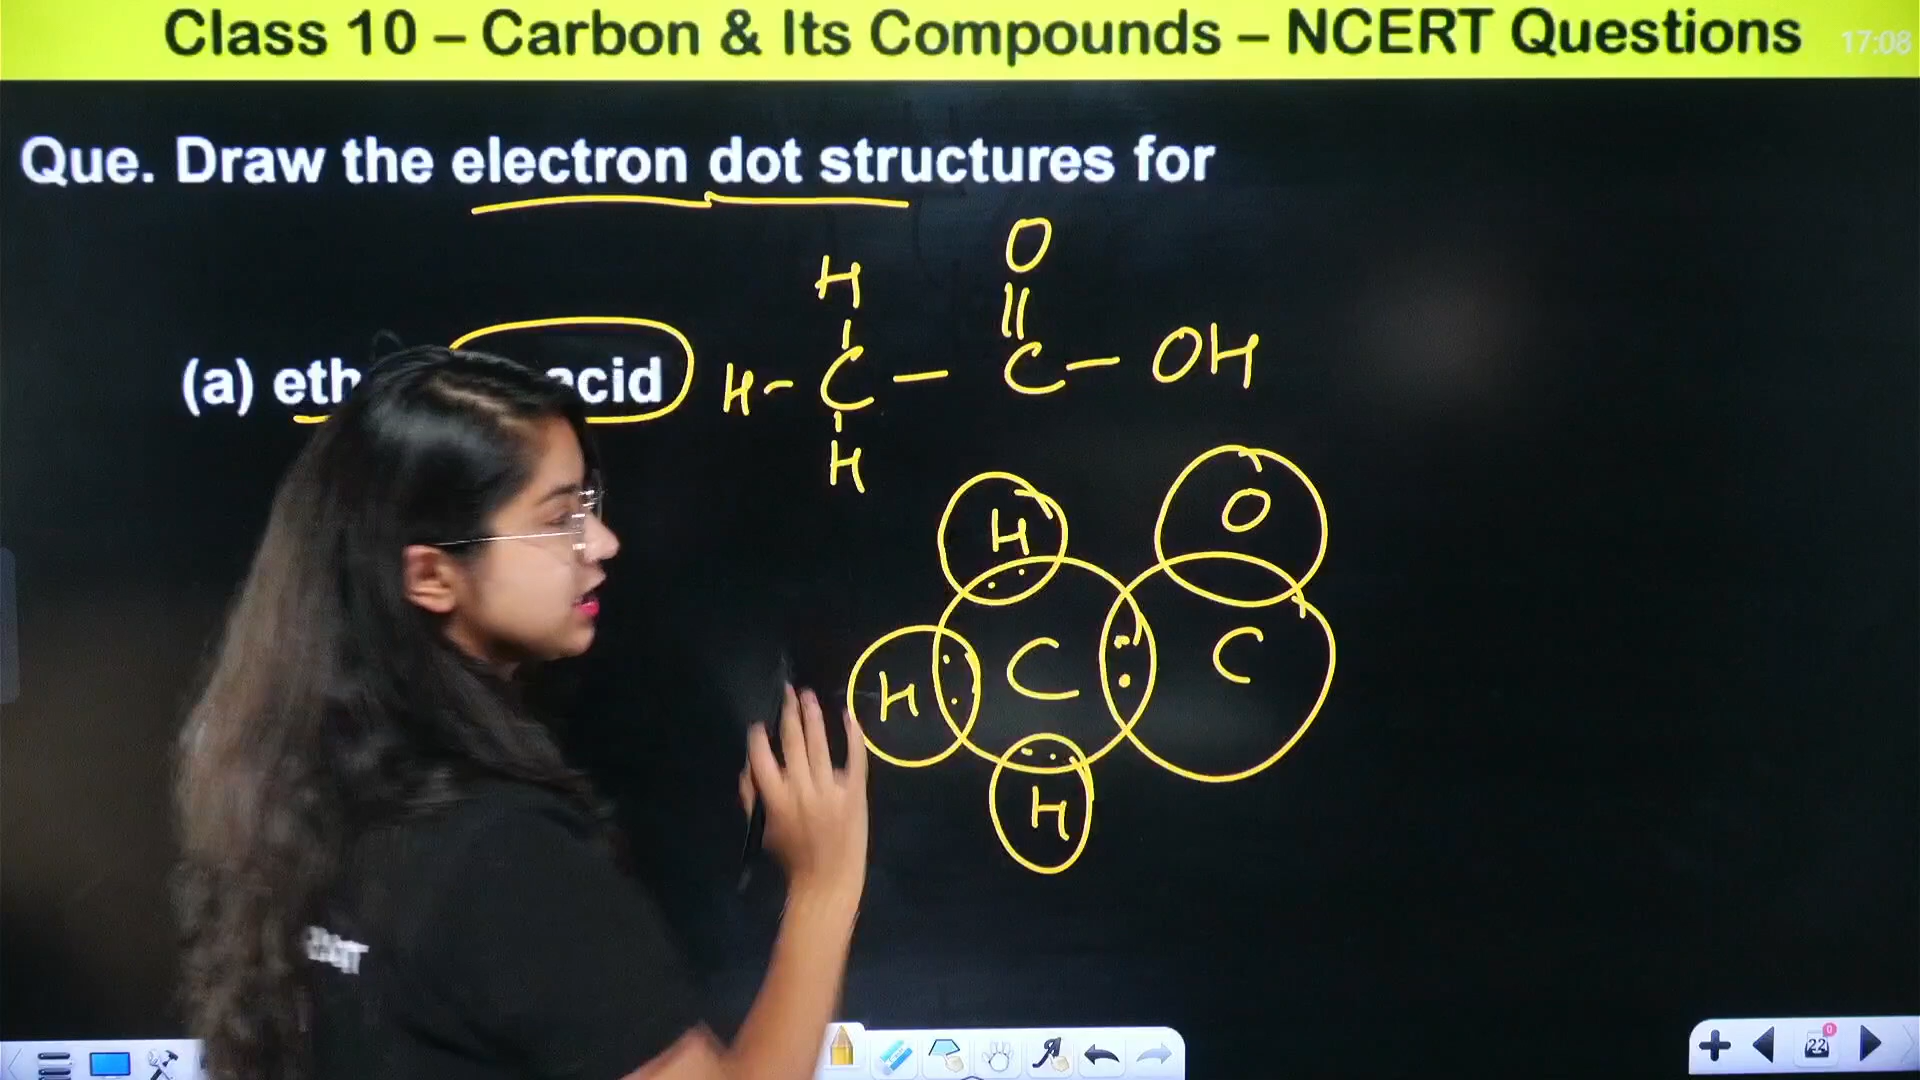 Class 10 – Carbon & Its Compounds – NCERT Questions
17:08
Que. Draw the electron dot structures for
(a) eth acid
O
H
||
H - C - C - OH
H
H O
H C C
H
22
0